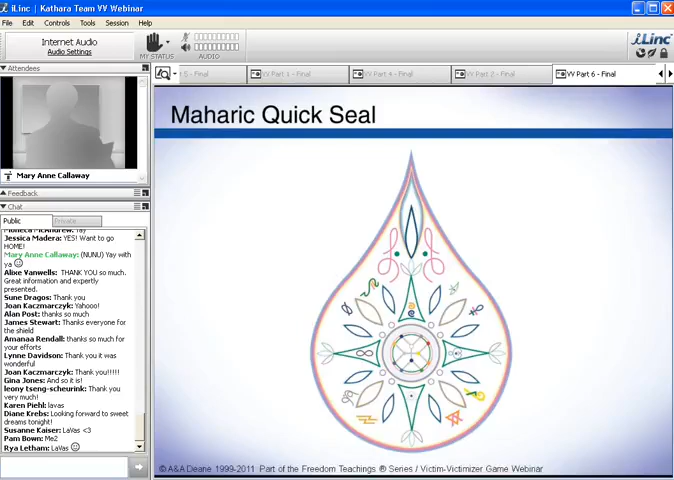 iLinc : Kathara Team VV Webinar
File Edit Controls Tools Session Help
Internet Audio
Audio Settings
MY STATUS
AUDIO
iLinc
Attendees
Mary Anne Callaway
Feedback
Chat
Public Private
Jessica Madera: YES! Want to go
HOME!
Mary Anne Callaway: (NUNU) Yay with
ya
Alixe Vanwells: THANK YOU so much.
Great information and expertly
presented.
Sune Dragos: Thank you
Joan Kaczmarczyk: Yahooo!
Alan Post: thanks so much
James Stewart: Thanks everyone for
the shield
Amanaa Rendall: thanks so much for
your efforts
Lynne Davidson: Thank you it was
wonderful
Joan Kaczmarczyk: Thank you!!!!!
Gina Jones: And so it is!
leony tseng-scheurink: Thank you
very much!
Karen Piehl: lavas
Diane Krebs: Looking forward to sweet
dreams tonight!
Susanne Kaiser: LaVas <3
Pam Bown: Me2
Rya Letham: LaVas
.5 - Final
VV Part 1 - Final
VV Part 4 - Final
VV Part 2 - Final
VV Part 6 - Final
Maharic Quick Seal
© A&A Deane 1999-2011 Part of the Freedom Teachings ® Series / Victim-Victimizer Game Webinar